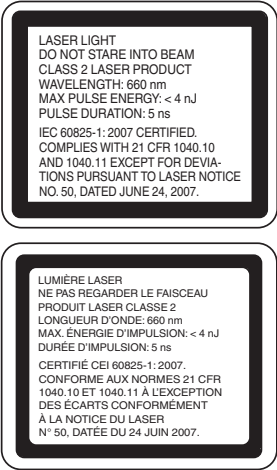 LASER LIGHT
DO NOT STARE INTO BEAM
CLASS 2 LASER PRODUCT
WAVELENGTH: 660 nm
MAX PULSE ENERGY: < 4 nJ
PULSE DURATION: 5 ns
IEC 60825-1: 2007 CERTIFIED.
COMPLIES WITH 21 CFR 1040.10
AND 1040.11 EXCEPT FOR DEVIA-
TIONS PURSUANT TO LASER NOTICE
NO. 50, DATED JUNE 24, 2007.
LUMIÈRE LASER
NE PAS REGARDER LE FAISCEAU
PRODUIT LASER CLASSE 2
LONGUEUR D'ONDE: 660 nm
MAX. ÉNERGIE D'IMPULSION: < 4 nJ
DURÉE D'IMPULSION: 5 ns
CERTIFIÉ CEI 60825-1: 2007.
CONFORME AUX NORMES 21 CFR
1040.10 ET 1040.11 À L'EXCEPTION
DES ÉCARTS CONFORMÉMENT
À LA NOTICE DU LASER
N° 50, DATÉE DU 24 JUIN 2007.